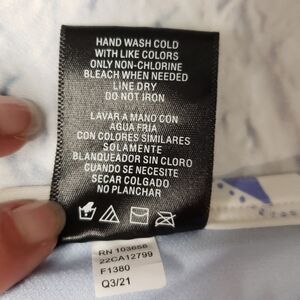 HAND WASH COLD
WITH LIKE COLORS
ONLY NON-CHLORINE
BLEACH WHEN NEEDED
LINE DRY
DO NOT IRON
LAVAR A MANO CON
AGUA FRIA
CON COLORES SIMILARES
SOLAMENTE
BLANQUEADOR SIN CLORO
CUANDO SE NECESITE
SECAR COLGADO
NO PLANCHAR
RN 103656
22CA12799
F1380
Q3/21